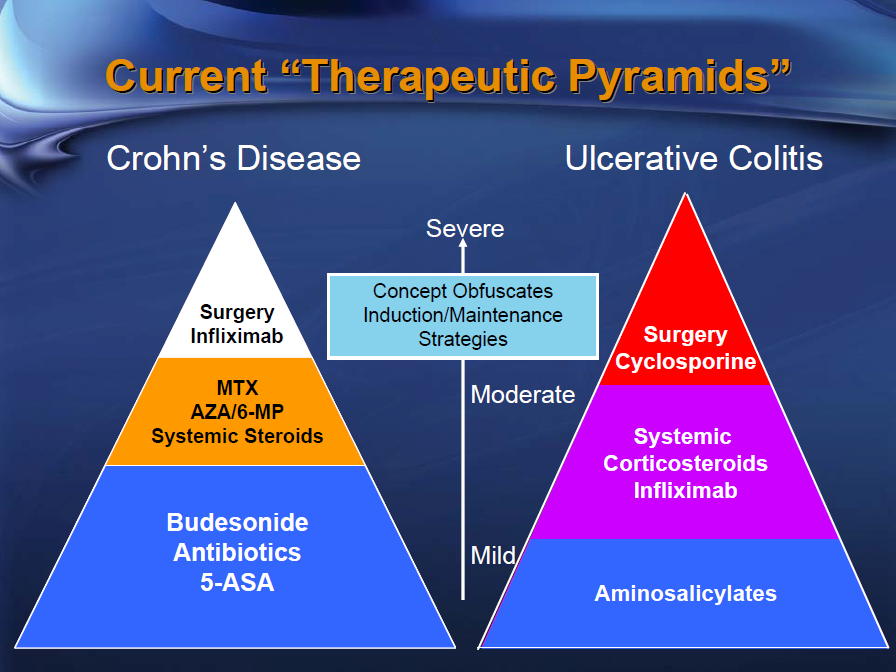 Current “Therapeutic Pyramids”
Crohn’s Disease
Surgery
Infliximab
MTX
AZA/6-MP
Systemic Steroids
Budesonide
Antibiotics
5-ASA
Severe
Concept Obfuscates
Induction/Maintenance
Strategies
Moderate
Mild
Ulcerative Colitis
Surgery
Cyclosporine
Systemic
Corticosteroids
Infliximab
Aminosalicylates